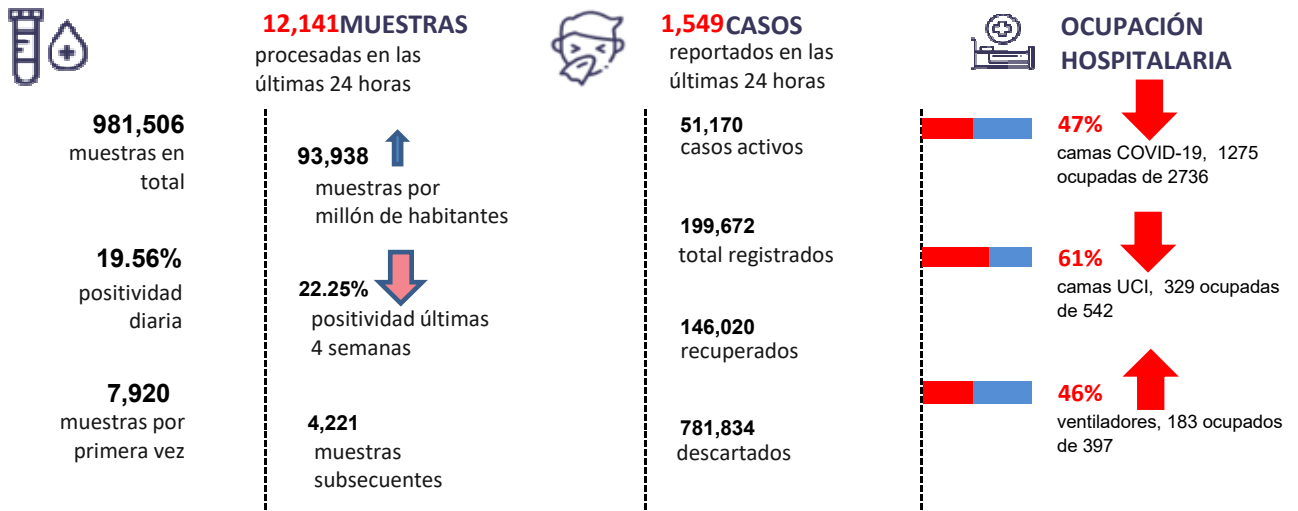 12,141MUESTRAS
procesadas en las
últimas 24 horas
1,549CASOS
reportados en las
últimas 24 horas
OCUPACIÓN
HOSPITALARIA
981,506
muestras en
total
19.56%
positividad
diaria
7,920
muestras por
primera vez
93,938
muestras por
millón de habitantes
22.25%
positividad últimas
4 semanas
4,221
muestras
subsecuentes
51,170
casos activos
199,672
total registrados
146,020
recuperados
781,834
descartados
47%
camas COVID-19, 1275
ocupadas de 2736
61%
camas UCI, 329 ocupadas
de 542
46%
ventiladores, 183 ocupados
de 397